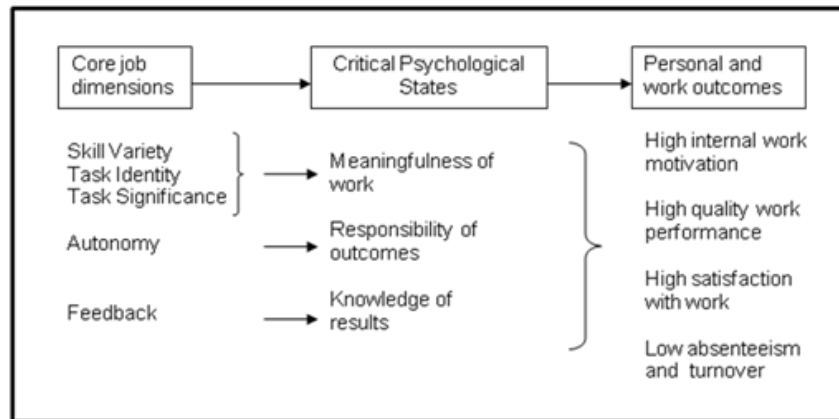 Core job
dimensions
Critical Psychological
States
Personal and
work outcomes
Skill Variety
Task Identity
Task Significance
Meaningfulness of
work
Autonomy
Responsibility of
outcomes
Feedback
Knowledge of
results
High internal work
motivation
High quality work
performance
High satisfaction
with work
Low absenteeism
and turnover